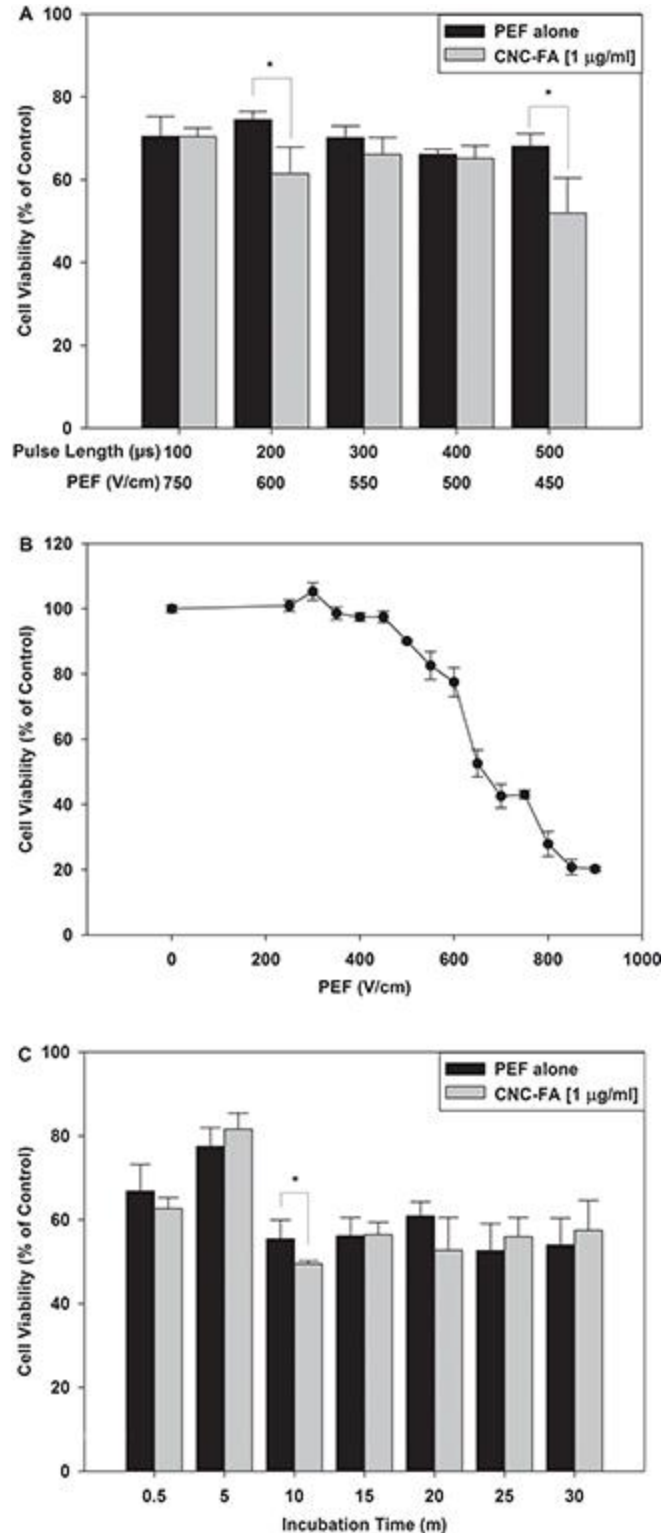 A
PEF alone
CNC-FA [1 µg/ml]
* *
Cell Viability (% of Control)
100
80
60
40
20
0
Pulse Length (µs) 100 200 300 400 500
PEF (V/cm) 750 600 550 500 450
B
Cell Viability (% of Control)
120
100
80
60
40
20
0
0 200 400 600 800 1000
PEF (V/cm)
C
PEF alone
CNC-FA [1 µg/ml]
*
Cell Viability (% of Control)
100
80
60
40
20
0
0.5 5 10 15 20 25 30
Incubation Time (m)